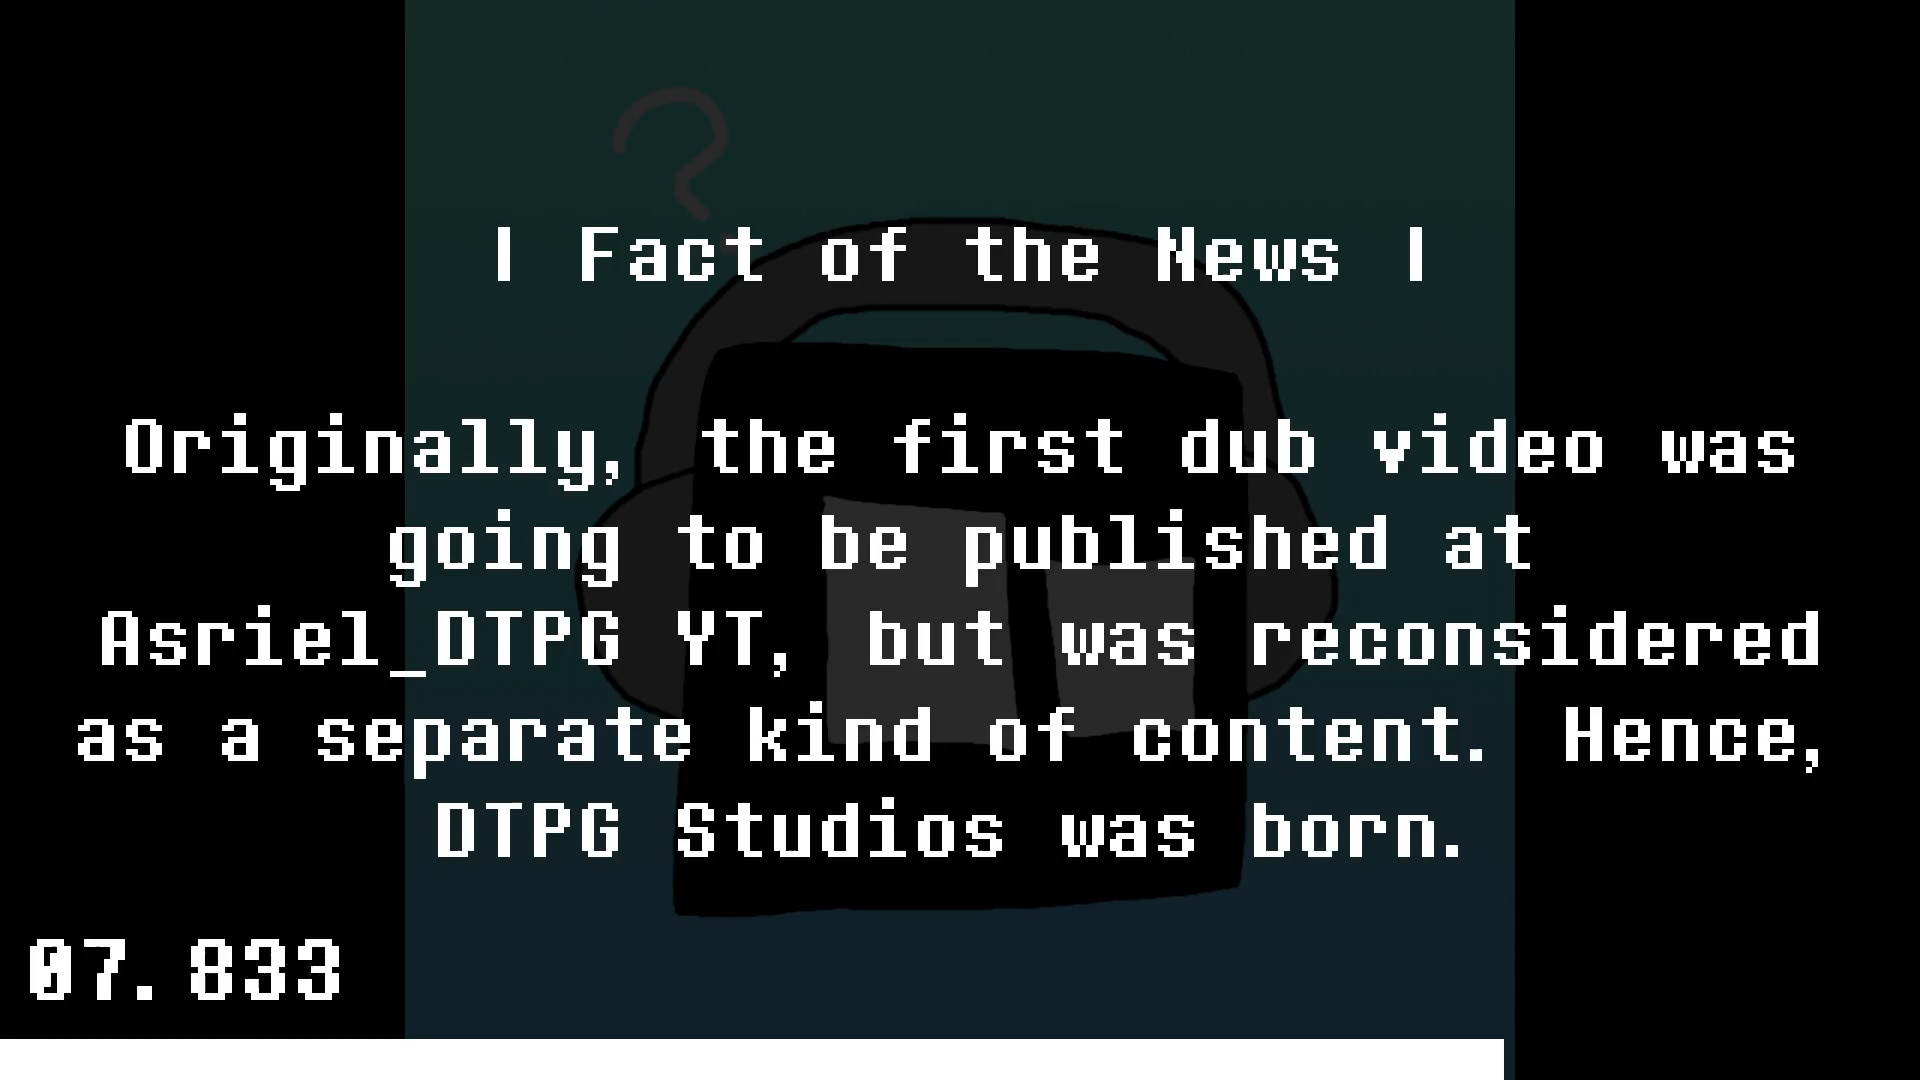 | Fact of the News |
Originally, the first dub video was
going to be published at
Asriel_DTPG YT, but was reconsidered
as a separate kind of content. Hence,
DTPG Studios was born.
07.833